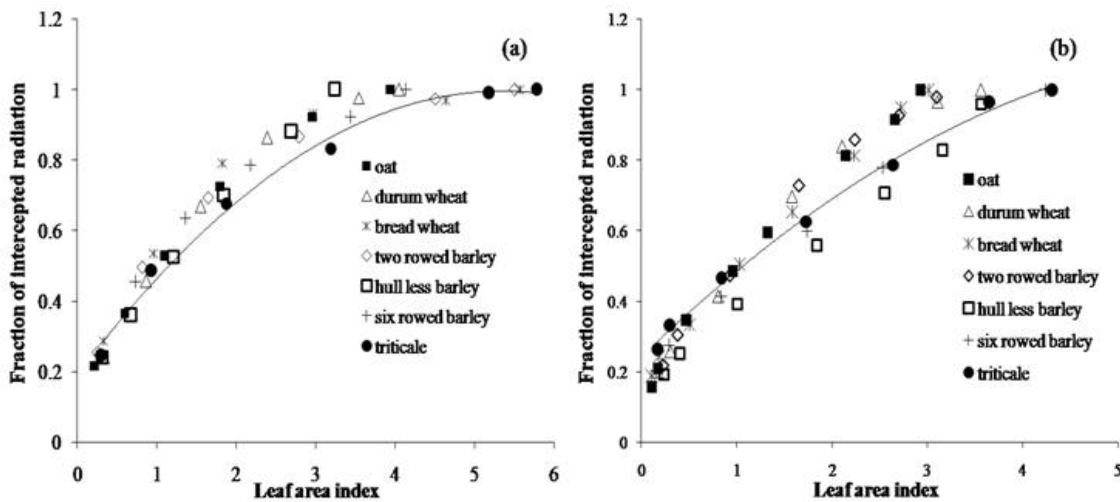 (a)
Fraction of intercepted radiation
1.2
1
0.8
0.6
0.4
0.2
0
oat
durum wheat
bread wheat
two rowed barley
hull less barley
six rowed barley
triticale
0 1 2 3 4 5 6
Leaf area index
(b)
Fraction of intercepted radiation
1.2
1
0.8
0.6
0.4
0.2
0
oat
durum wheat
bread wheat
two rowed barley
hull less barley
six rowed barley
triticale
0 1 2 3 4 5
Leaf area index